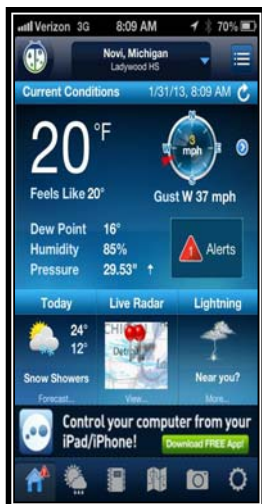 Verizon 3G 8:09 AM 70%
Novi, Michigan
Ladywood HS
Current Conditions 1/31/13, 8:09 AM
20°F
3
mph
Feels Like 20° Gust W 37 mph
Dew Point 16°
Humidity 85%
Pressure 29.53"
Alerts
Today Live Radar Lightning
24°
12°
Detroit
Snow Showers Near you?
Forecast... View... More...
Control your computer from your
iPad/iPhone! Download FREE App!